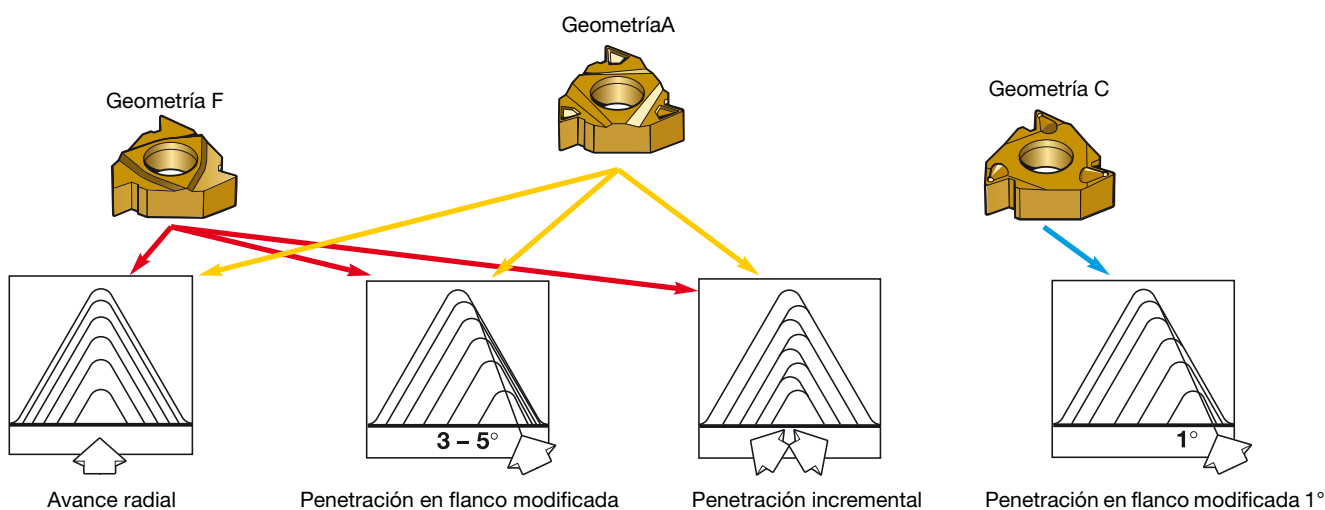 GeometríaA
Geometría F
Geometría C
3 – 5°
1°
Avance radial
Penetración en flanco modificada
Penetración incremental
Penetración en flanco modificada 1°